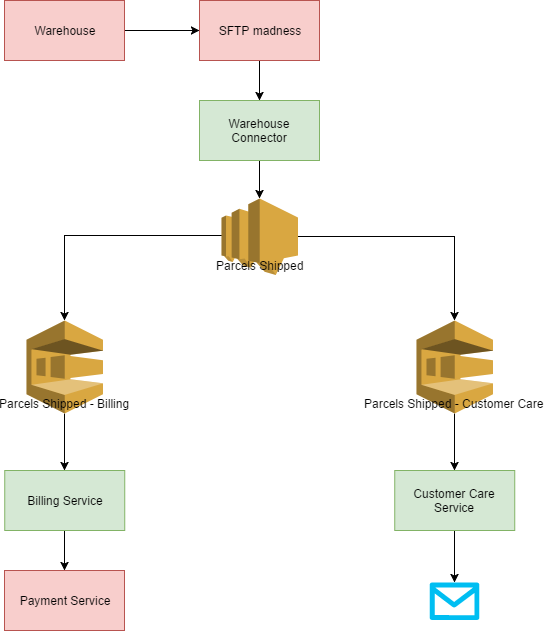 Warehouse
SFTP madness
Warehouse
Connector
Parcels Shipped
Parcels Shipped - Billing
Parcels Shipped - Customer Care
Billing Service
Customer Care
Service
Payment Service